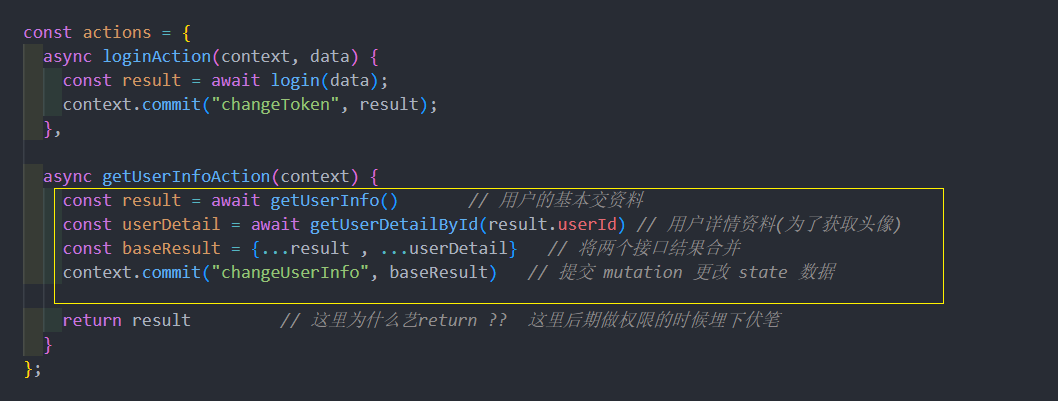 const actions = {
async loginAction(context, data) {
const result = await login(data);
context.commit("changeToken", result);
},
async getUserInfoAction(context) {
const result = await getUserInfo() // 用户的基本交资料
const userDetail = await getUserDetailById(result.userId) // 用户详情资料(为了获取头像)
const baseResult = {...result , ...userDetail} // 将两个接口结果合并
context.commit("changeUserInfo", baseResult) // 提交 mutation 更改 state 数据
return result // 这里为什么艺return ?? 这里后期做权限的时候埋下伏笔
}
};